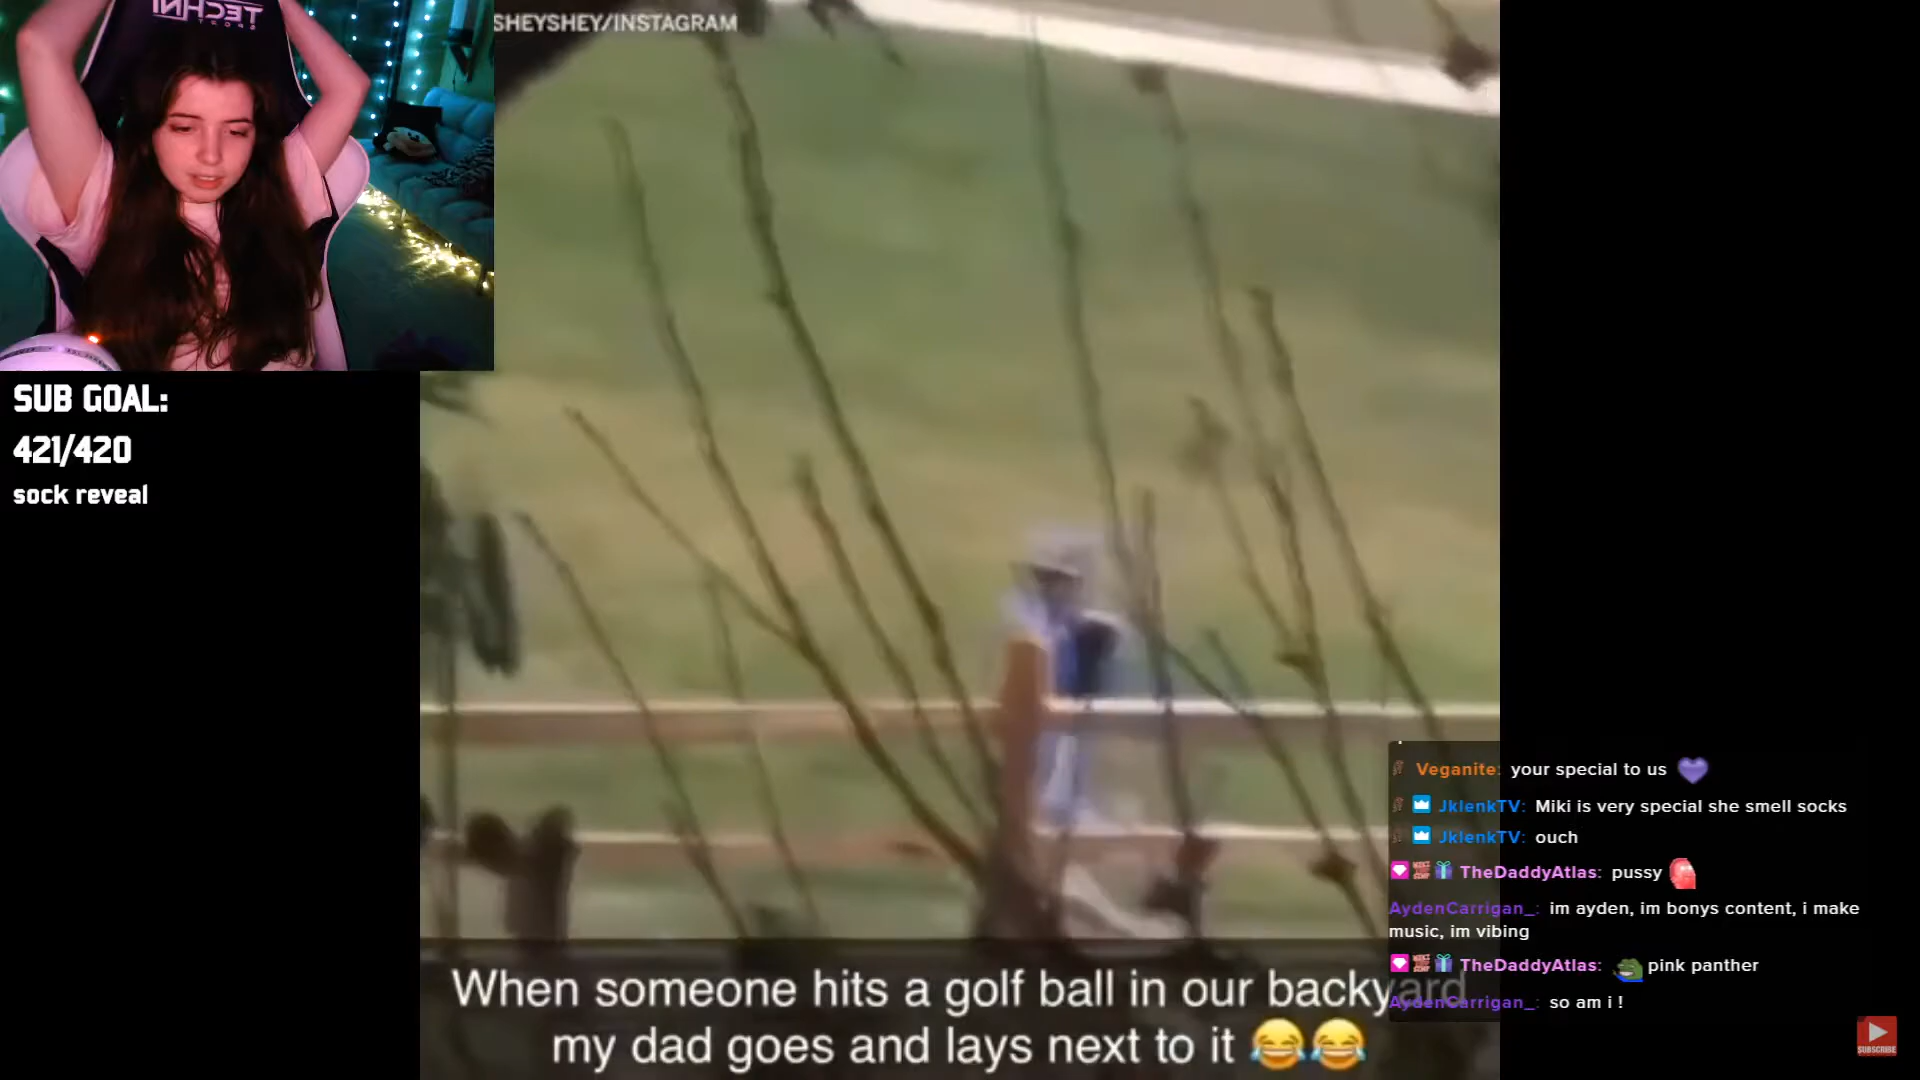 TECHNI
SPORT
SHEYSHEY/INSTAGRAM
SUB GOAL:
421/420
sock reveal
Veganite: your special to us
JklenkTV: Miki is very special she smell socks
JklenkTV: ouch
TheDaddyAtlas: pussy
AydenCarrigan_: im ayden, im bonys content, i make
music, im vibing
TheDaddyAtlas: pink panther
AydenCarrigan_: so am i !
When someone hits a golf ball in our backyard
my dad goes and lays next to it 😂😂
SUBSCRIBE